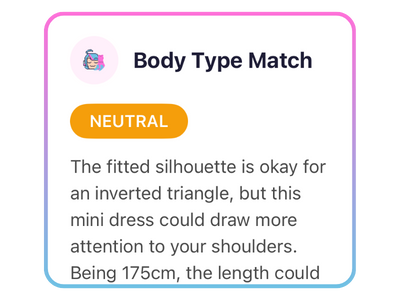 Body Type Match
NEUTRAL
The fitted silhouette is okay for
an inverted triangle, but this
mini dress could draw more
attention to your shoulders.
Being 175cm, the length could